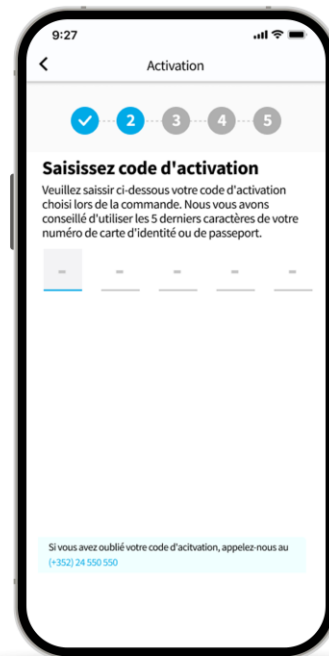 9:27
Activation
2 3 4 5
Saisissez code d'activation
Veuillez saisir ci-dessous votre code d'activation
choisi lors de la commande. Nous vous avons
conseillé d'utiliser les 5 derniers caractères de votre
numéro de carte d'identité ou de passeport.
- - - - -
Si vous avez oublié votre code d'acitvation, appelez-nous au
(+352) 24 550 550